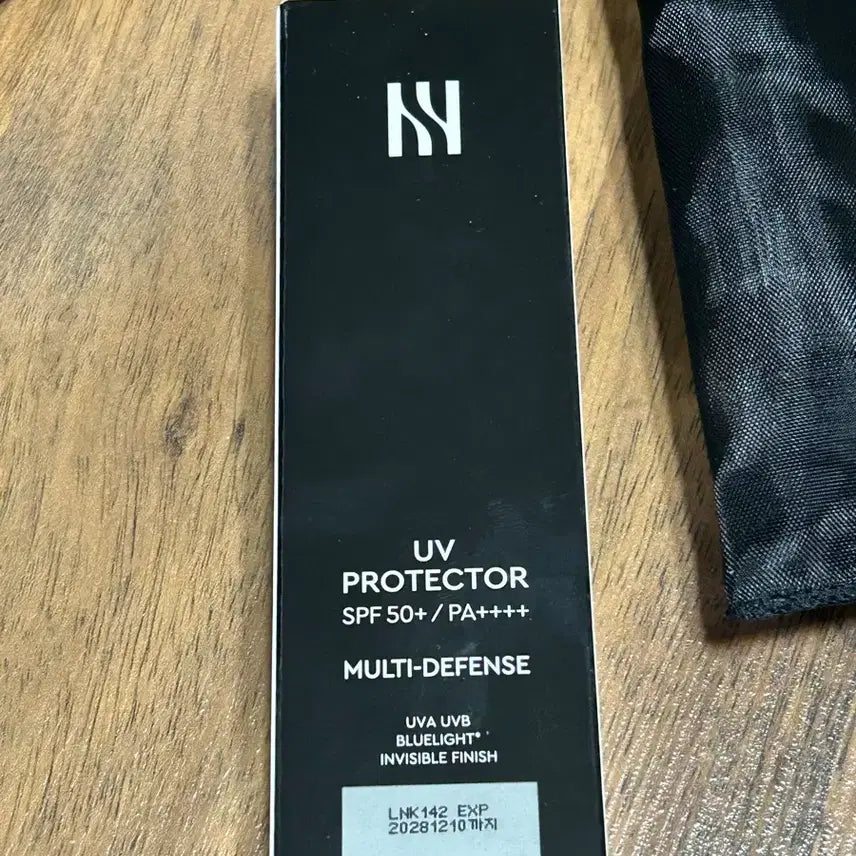 UV
PROTECTOR
SPF 50+ / PA++++
MULTI-DEFENSE
UVA UVB
BLUELIGHT*
INVISIBLE FINISH
LNK142 EXP
20281210까지